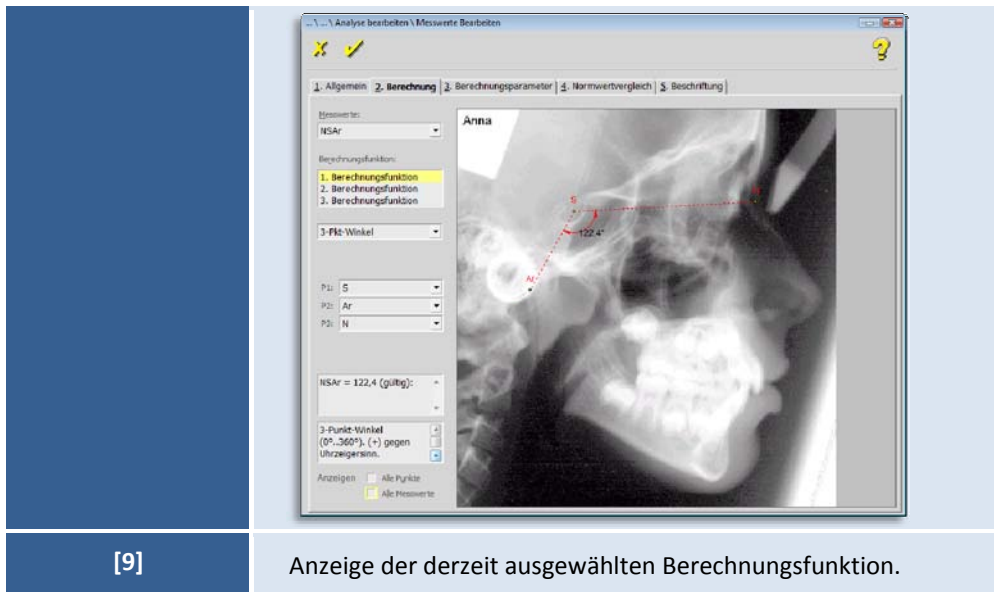 ...\ ...\ Analyse bearbeiten \ Messwerte Bearbeiten
1. Allgemein 2. Berechnung 3. Berechnungsparameter 4. Normwertvergleich 5. Beschriftung
Messwerte:
NSAr
Berechnungsfunktion:
1. Berechnungsfunktion
2. Berechnungsfunktion
3. Berechnungsfunktion
3-Pkt-Winkel
P1: S
P2: Ar
P3: N
NSAr = 122,4 (gültig):
3-Punkt-Winkel
(0°..360°). (+) gegen
Uhrzeigersinn.
Anzeigen Alle Punkte
Alle Messwerte
Anna
S
122.4°
Ar
[9] Anzeige der derzeit ausgewählten Berechnungsfunktion.